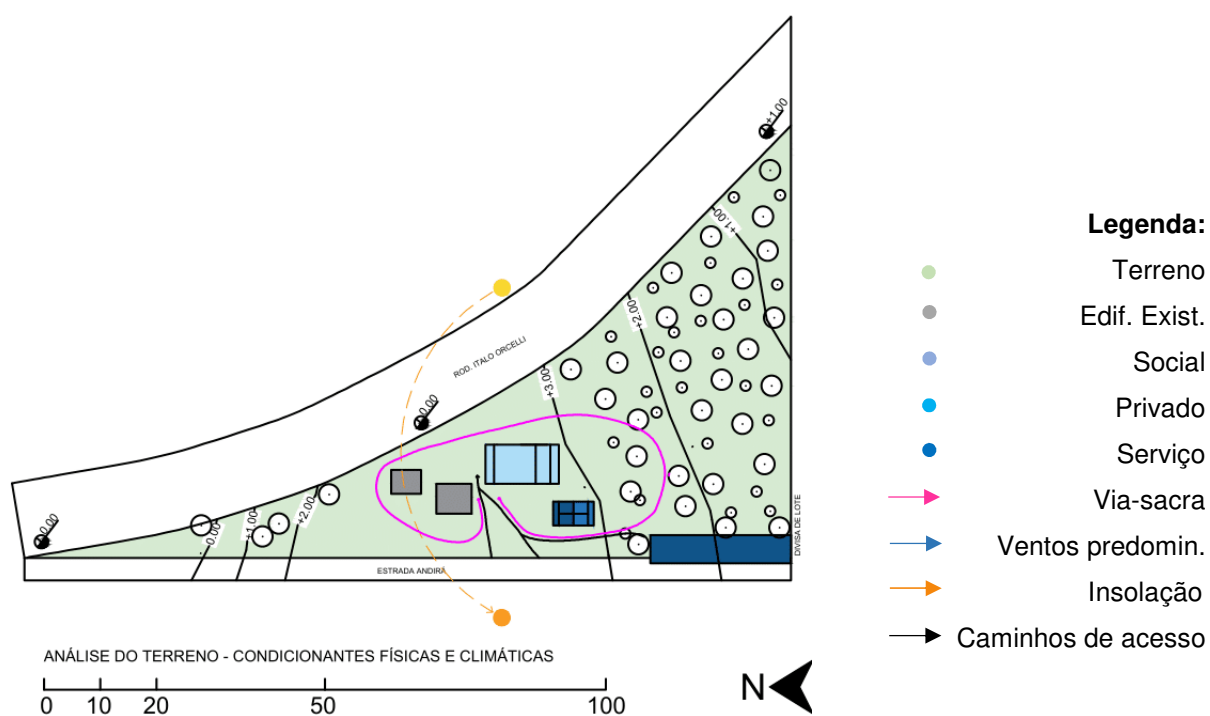 +1.00
+1.00
+2.00
+3.00
ROD. ITALO ORCELLI
0.00
0.00
0.00
+1.00
+2.00
ESTRADA ANDIRÁ
DIVISA DE LOTE
ANÁLISE DO TERRENO - CONDICIONANTES FÍSICAS E CLIMÁTICAS
0 10 20 50 100
N
Legenda:
Terreno
Edif. Exist.
Social
Privado
Serviço
Via-sacra
Ventos predomin.
Insolação
Caminhos de acesso